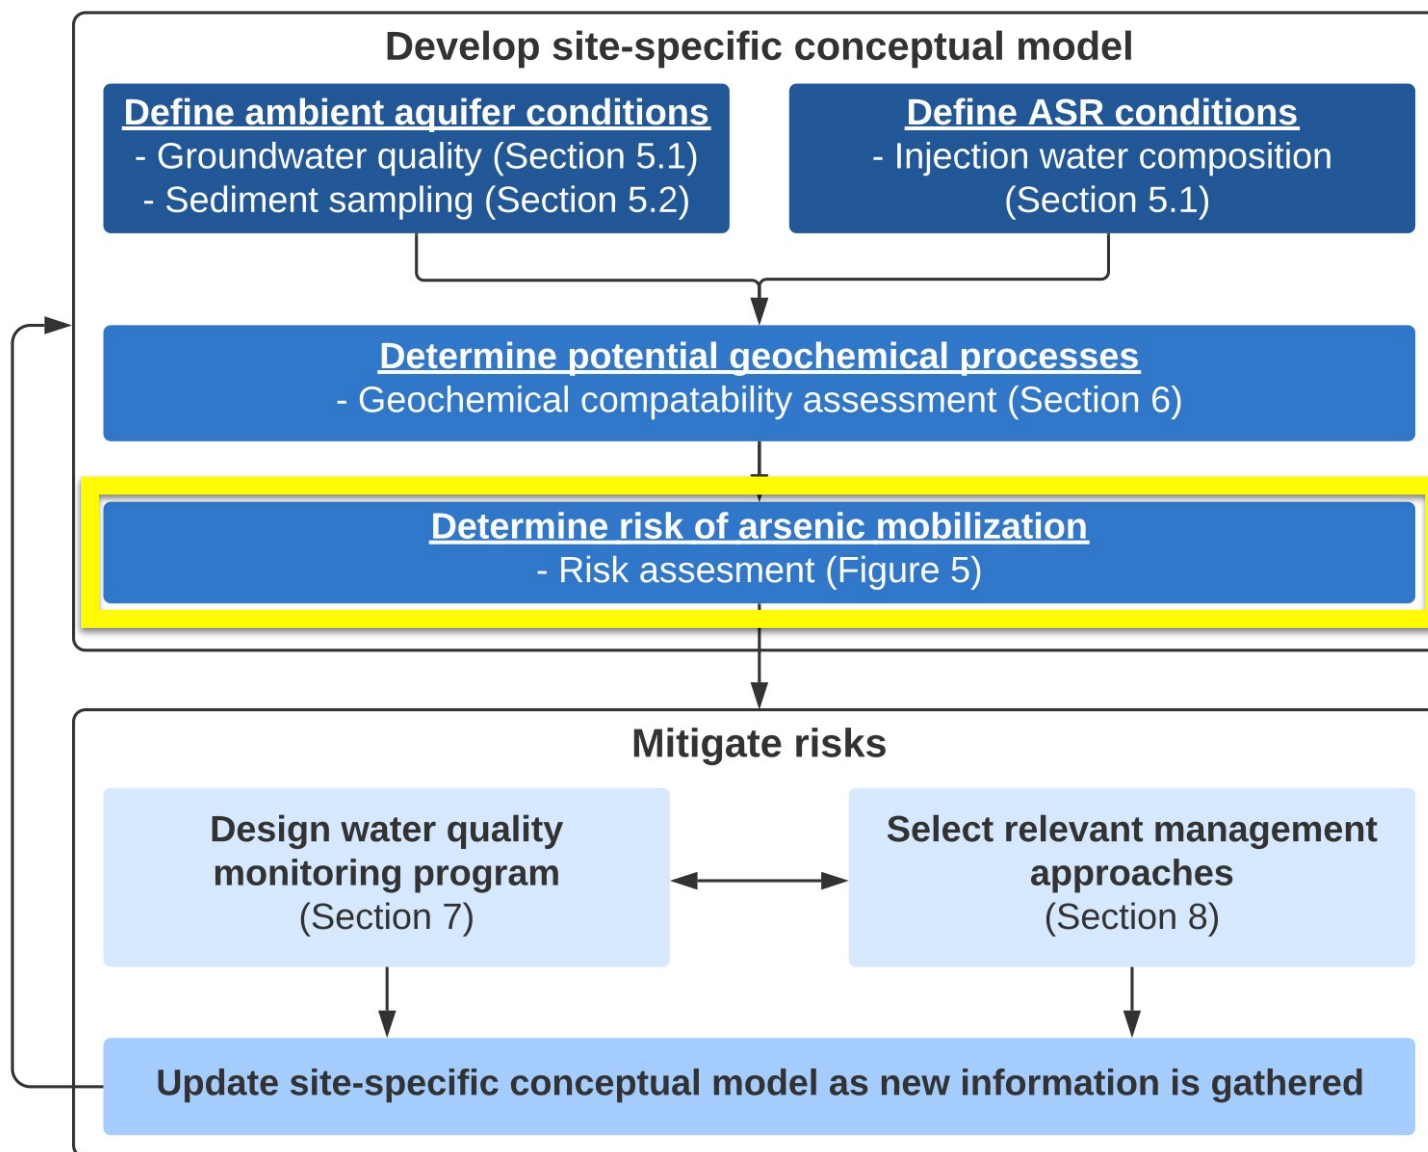 Develop site-specific conceptual model
Define ambient aquifer conditions
- Groundwater quality (Section 5.1)
- Sediment sampling (Section 5.2)
Define ASR conditions
- Injection water composition
(Section 5.1)
Determine potential geochemical processes
- Geochemical compatability assessment (Section 6)
Determine risk of arsenic mobilization
- Risk assesment (Figure 5)
Mitigate risks
Design water quality
monitoring program
(Section 7)
Select relevant management
approaches
(Section 8)
Update site-specific conceptual model as new information is gathered